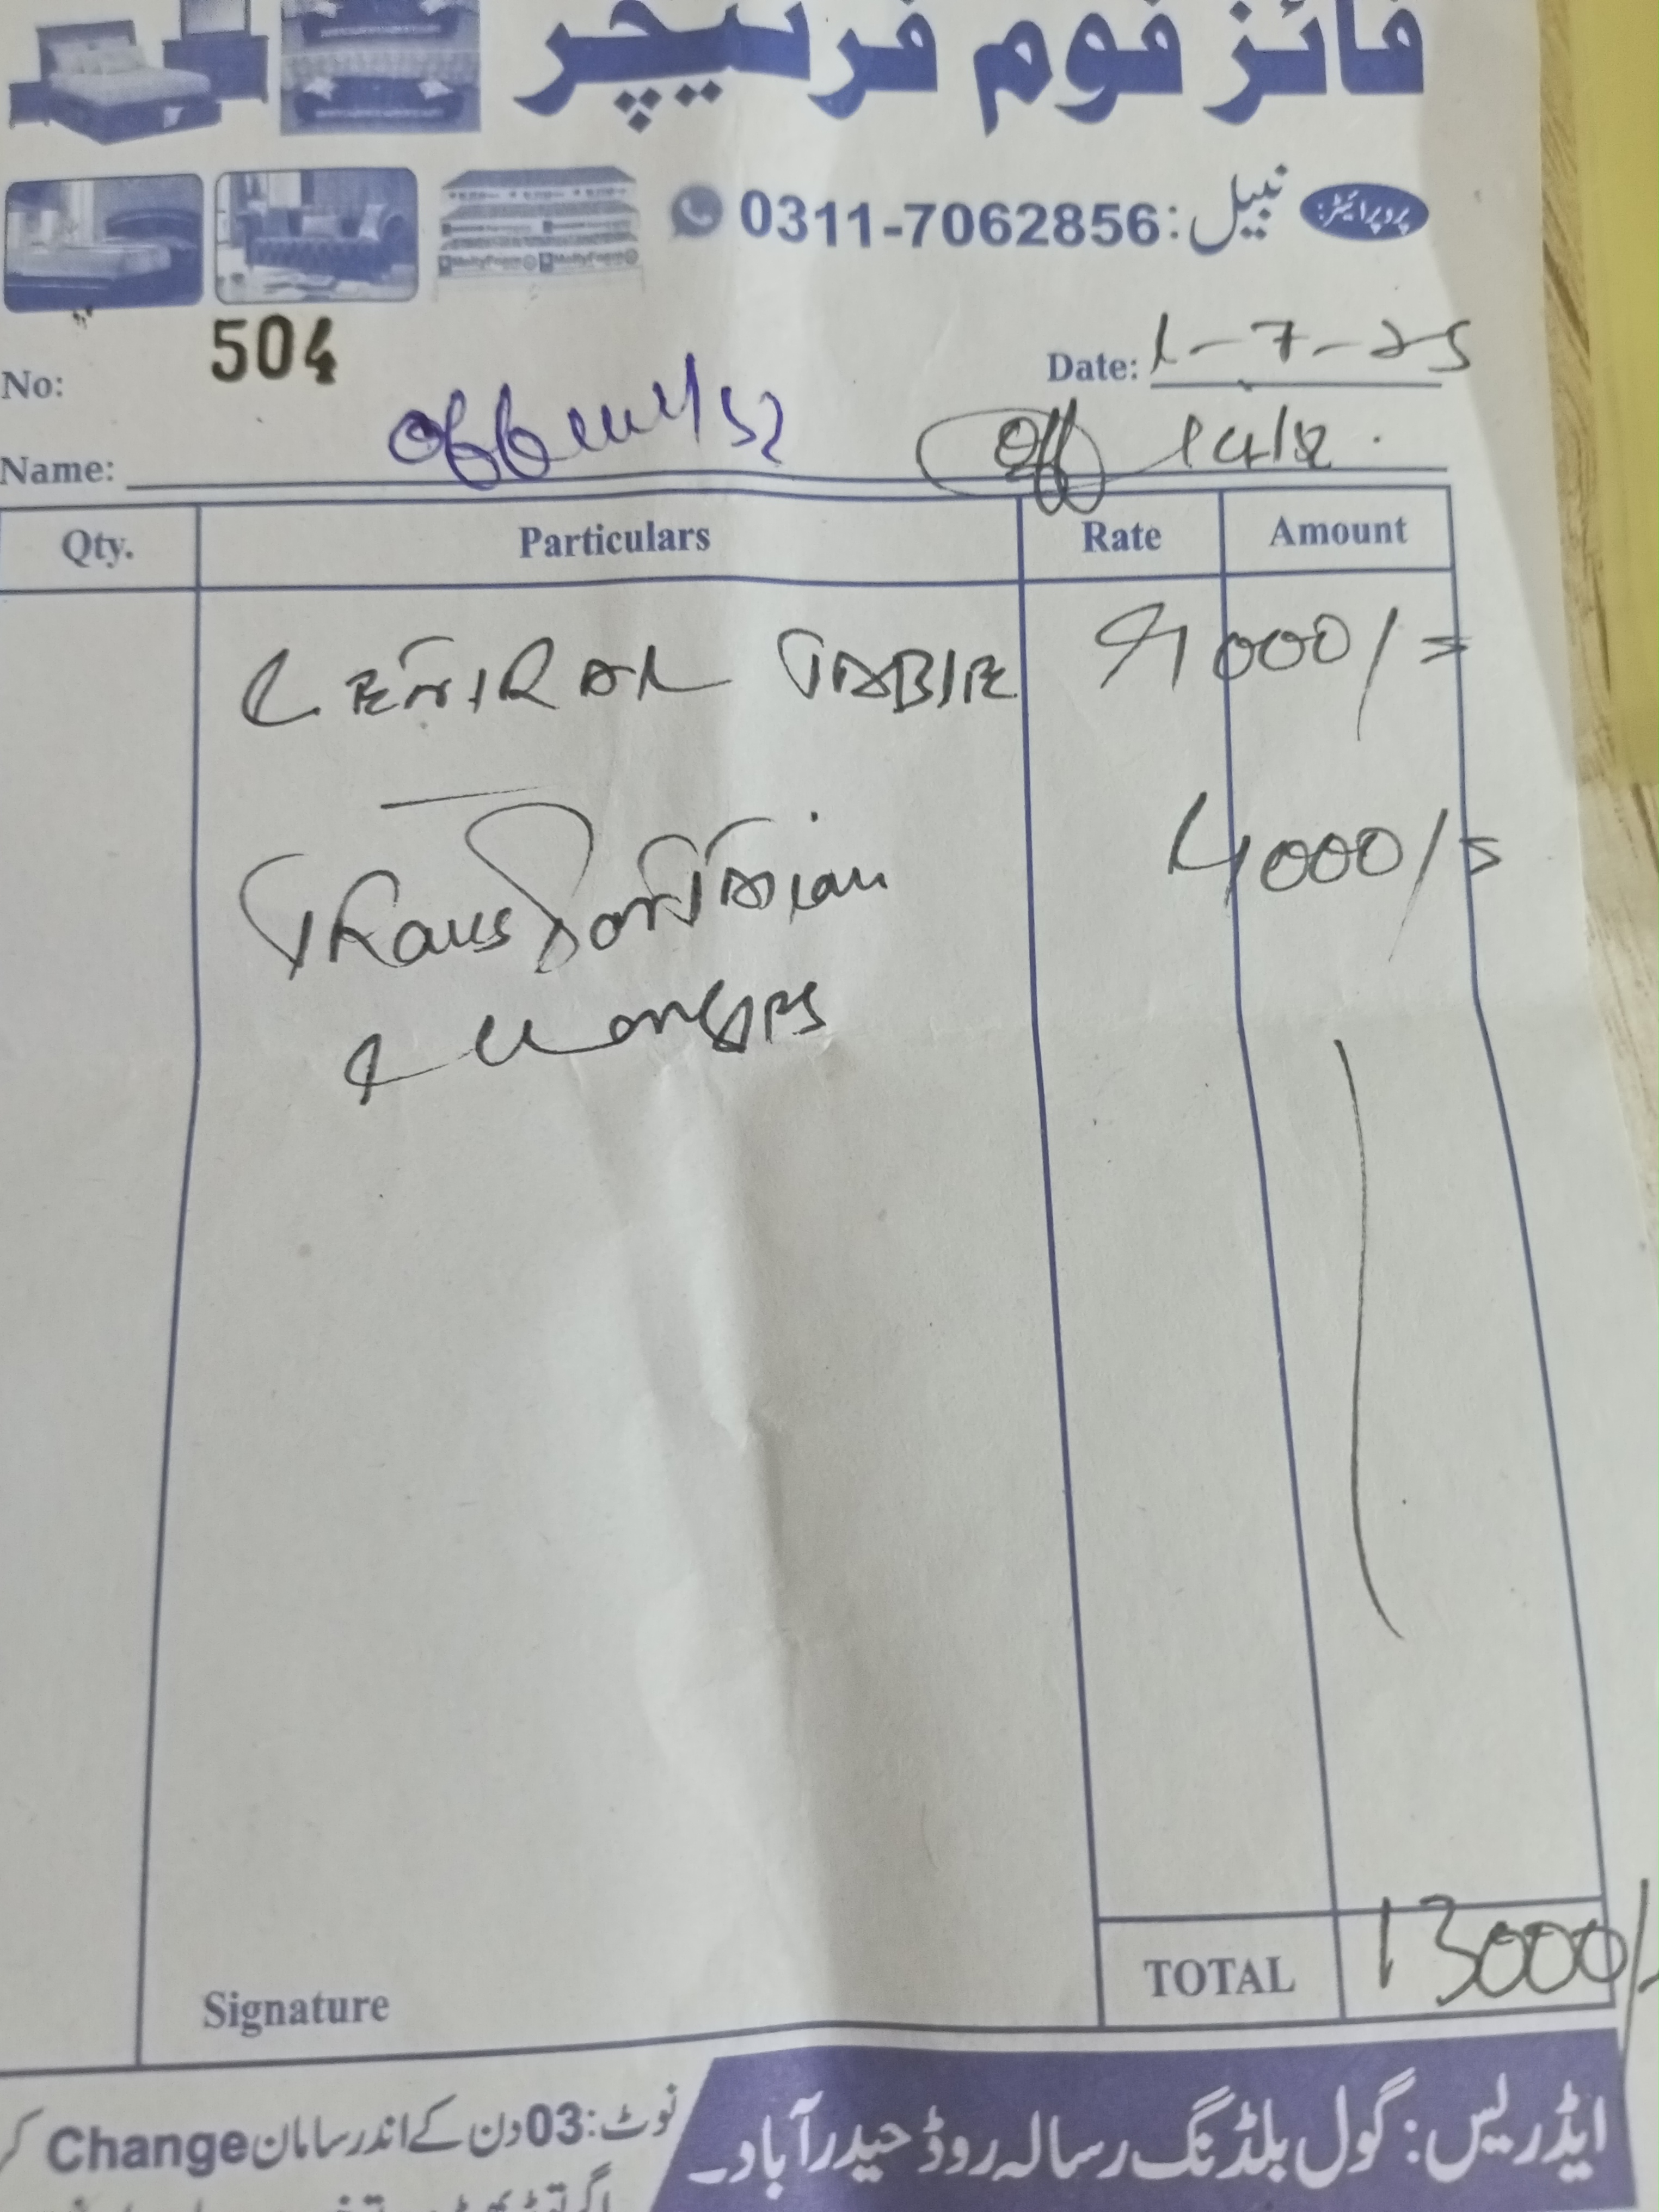 فائز فوم فرنیچر
پروپرائیٹر: نبیل: 0311-7062856
No: 504
Date: 1-7-25
Name:
Qty. Particulars Rate Amount
CENTRAL TABLE 9000/=
TRANSPORTATION 4000/=
CHARGES
TOTAL 13000/
Signature
ایڈریس: گول بلڈنگ رسالہ روڈ حیدرآباد۔
نوٹ: 03 دن کے اندر سامان Change